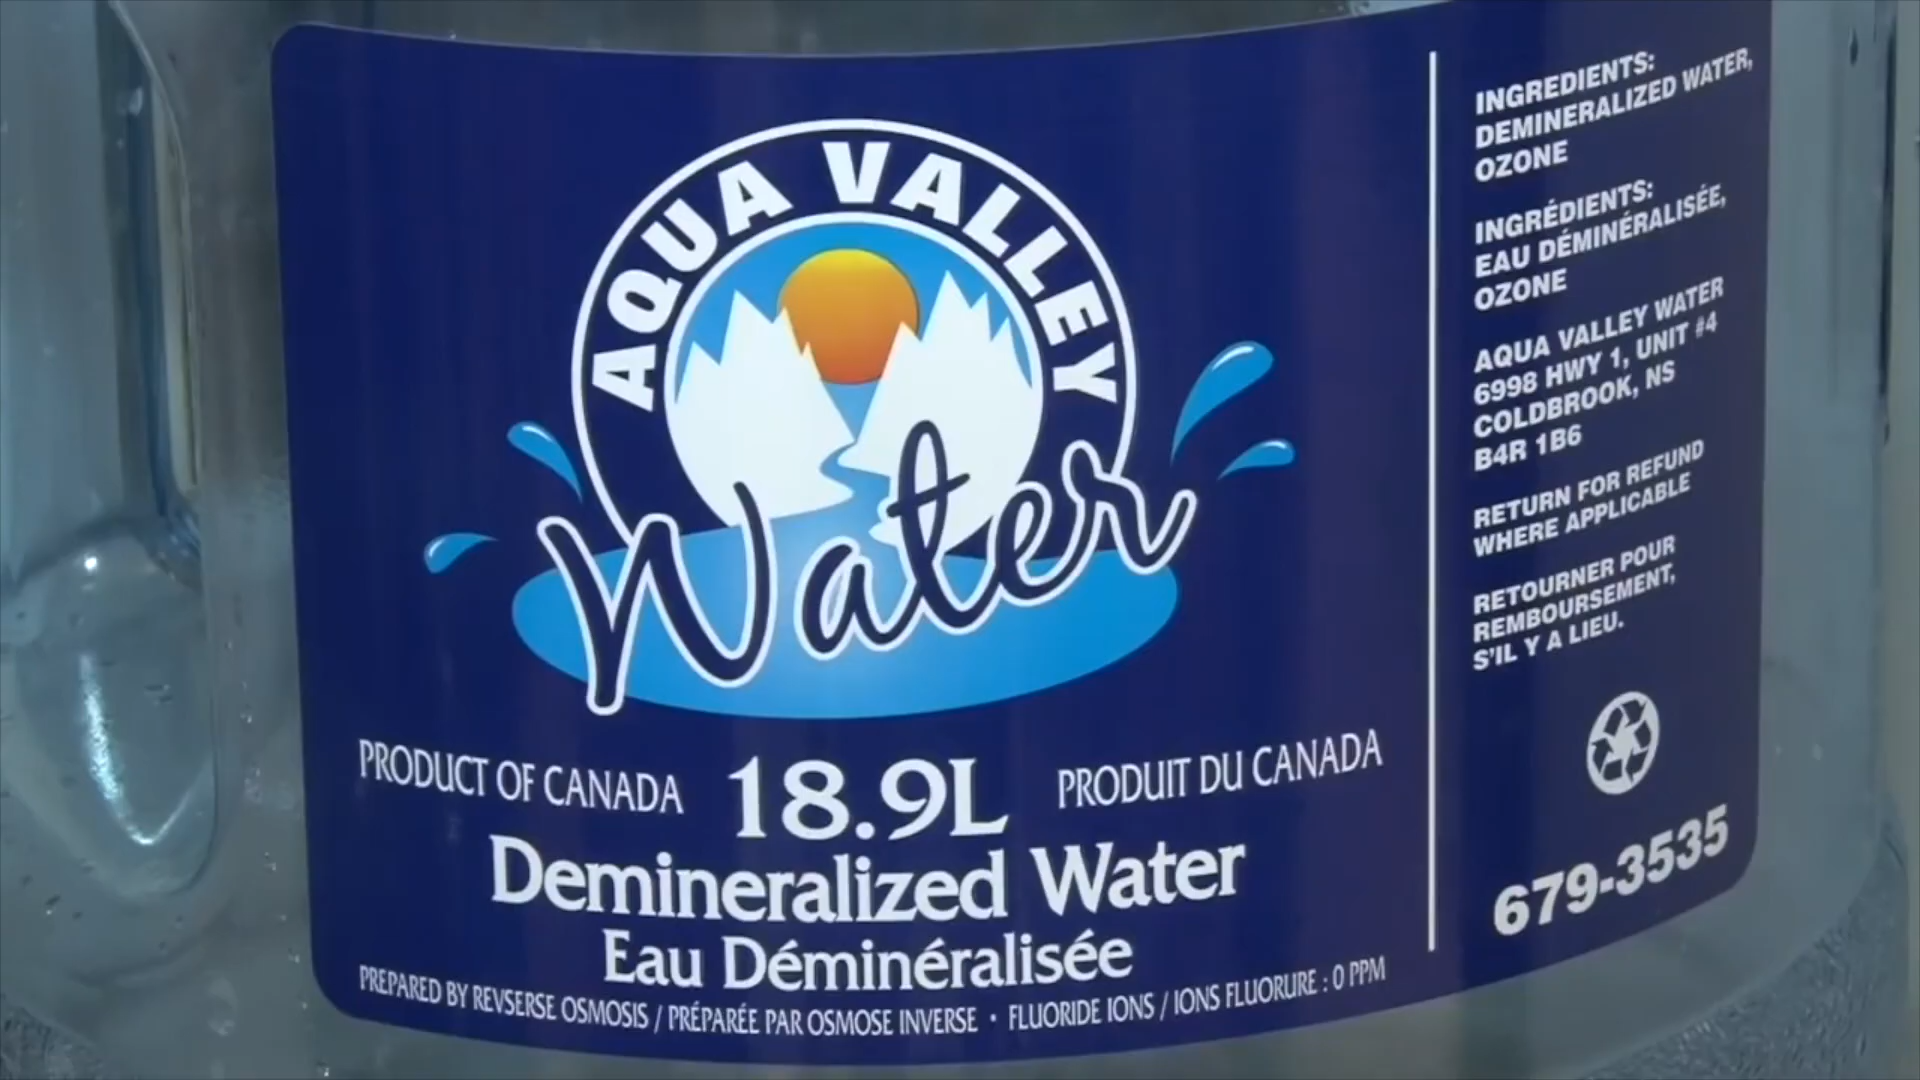 AQUA VALLEY
Water
PRODUCT OF CANADA 18.9L PRODUIT DU CANADA
Demineralized Water
Eau Déminéralisée
PREPARED BY REVSERSE OSMOSIS / PRÉPARÉE PAR OSMOSE INVERSE • FLUORIDE IONS / IONS FLUORURE : 0 PPM
INGREDIENTS:
DEMINERALIZED WATER,
OZONE
INGRÉDIENTS:
EAU DÉMINÉRALISÉE,
OZONE
AQUA VALLEY WATER
6998 HWY 1, UNIT #4
COLDBROOK, NS
B4R 1B6
RETURN FOR REFUND
WHERE APPLICABLE
RETOURNER POUR
REMBOURSEMENT,
S'IL Y A LIEU.
679-3535